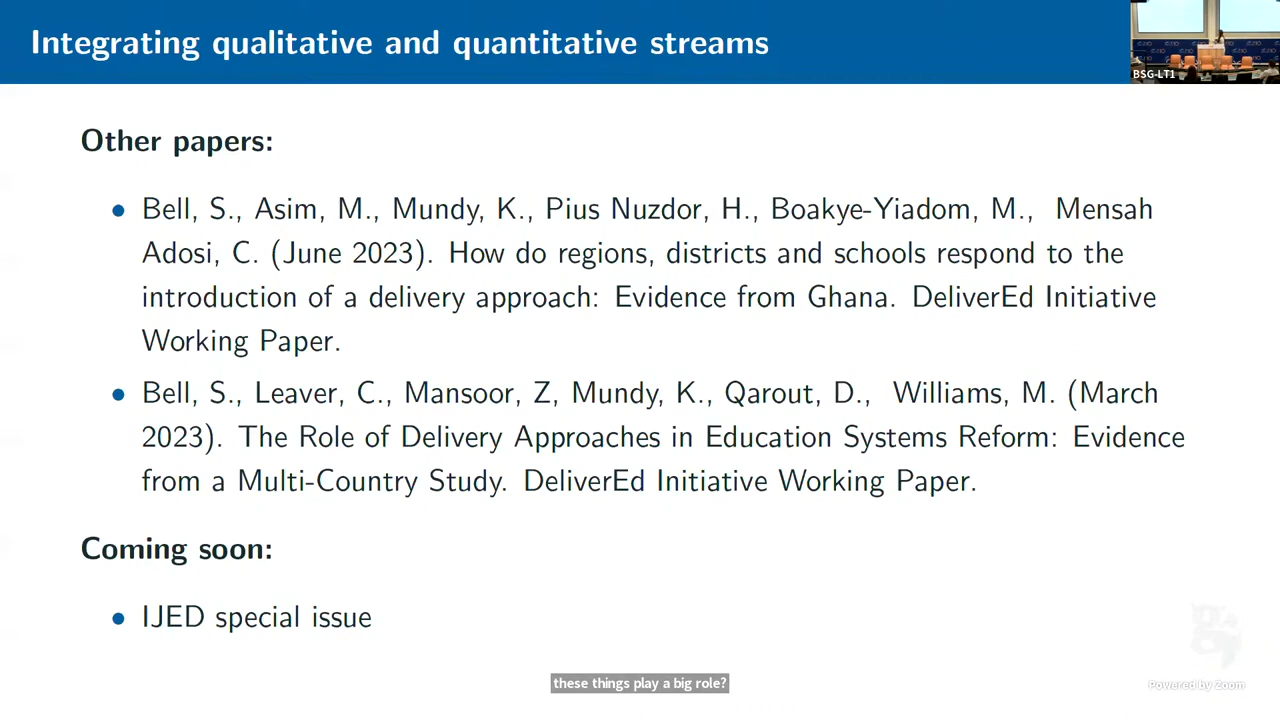 Integrating qualitative and quantitative streams
BSG-LT1
Other papers:
• Bell, S., Asim, M., Mundy, K., Pius Nuzdor, H., Boakye-Yiadom, M., Mensah
Adosi, C. (June 2023). How do regions, districts and schools respond to the
introduction of a delivery approach: Evidence from Ghana. DeliverEd Initiative
Working Paper.
• Bell, S., Leaver, C., Mansoor, Z, Mundy, K., Qarout, D., Williams, M. (March
2023). The Role of Delivery Approaches in Education Systems Reform: Evidence
from a Multi-Country Study. DeliverEd Initiative Working Paper.
Coming soon:
• IJED special issue
these things play a big role?
Powered by Zoom